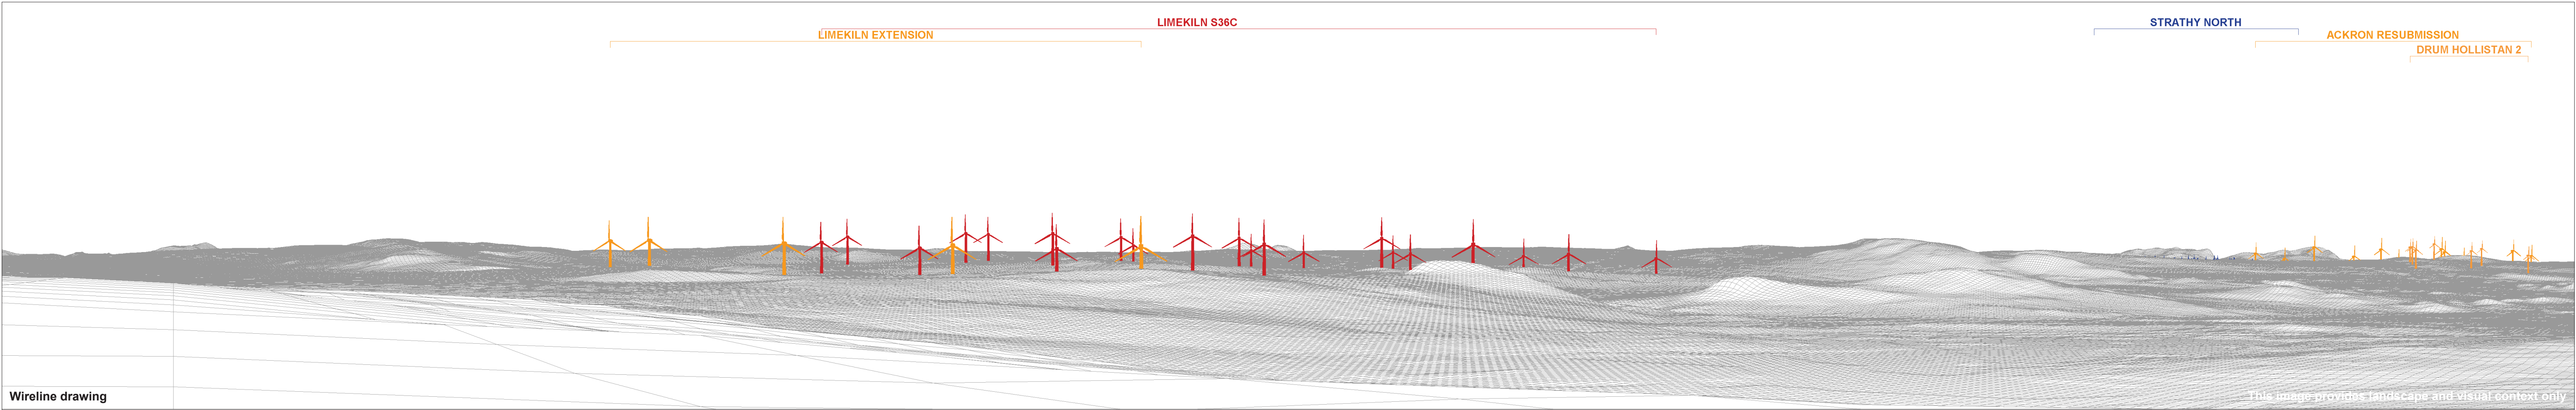 LIMEKILN S36C
STRATHY NORTH
LIMEKILN EXTENSION
ACKRON RESUBMISSION
DRUM HOLLISTAN 2
Wireline drawing
This image provides landscape and visual context only